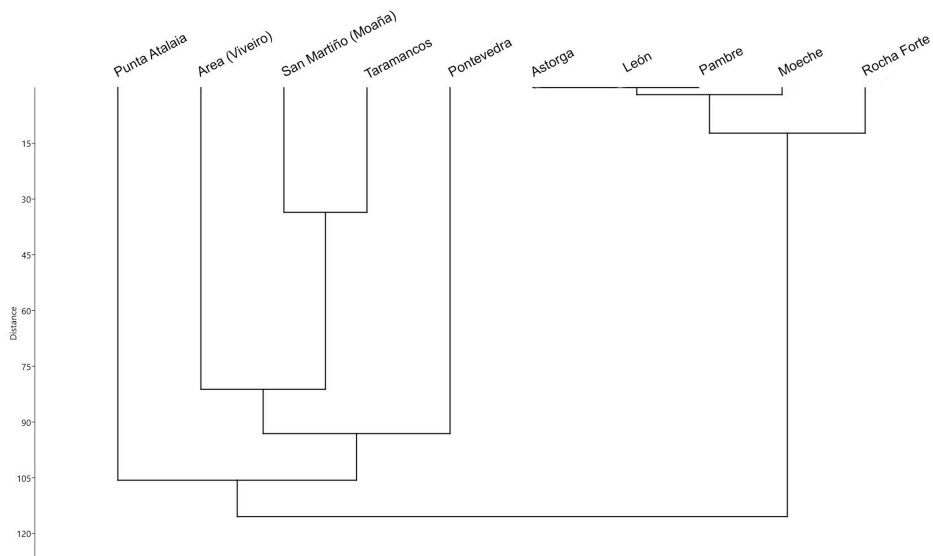 Punta Atalaia
Area (Viveiro)
San Martiño (Moaña)
Taramancos
Pontevedra
Astorga
León
Pambre
Moeche
Rocha Forte
15
30
45
60
75
90
105
120
Distance